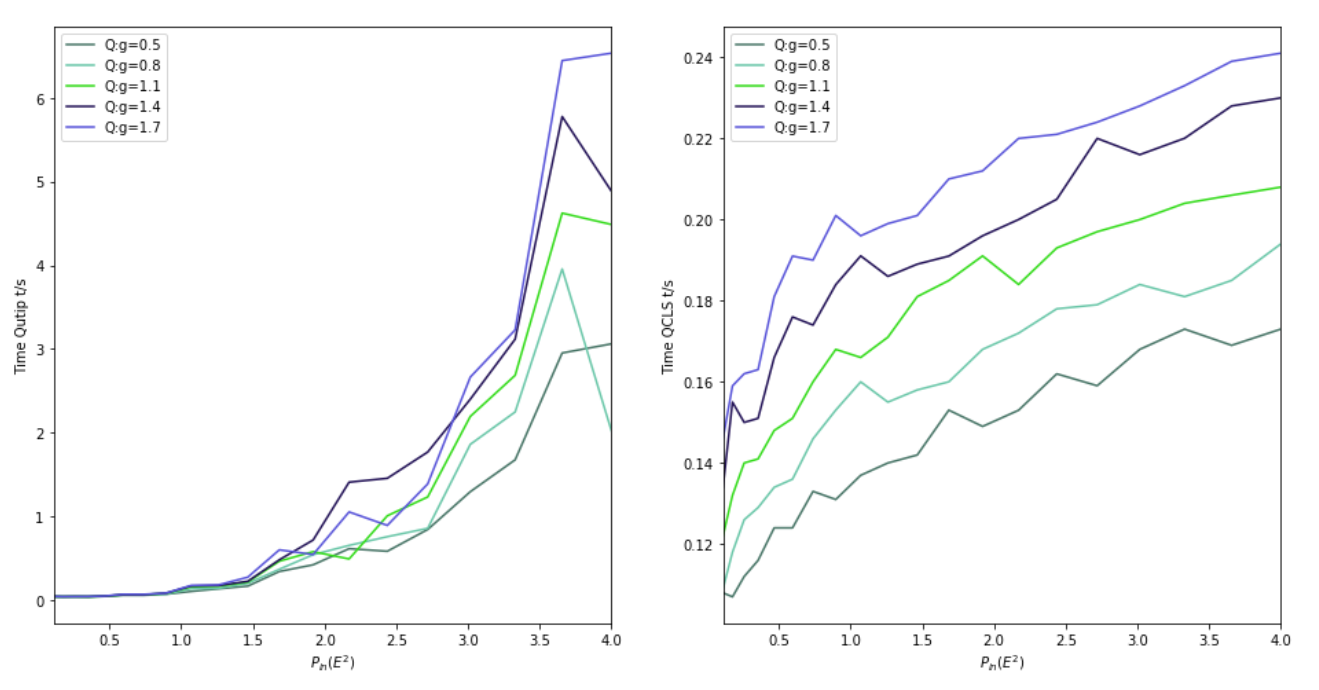 Q:g=0.5
Q:g=0.8
Q:g=1.1
Q:g=1.4
Q:g=1.7
6
5
4
3
2
1
0
Time Qutip t/s
0.5 1.0 1.5 2.0 2.5 3.0 3.5 4.0
P_in(E²)
Q:g=0.5
Q:g=0.8
Q:g=1.1
Q:g=1.4
Q:g=1.7
0.24
0.22
0.20
0.18
0.16
0.14
0.12
Time QCLS t/s
0.5 1.0 1.5 2.0 2.5 3.0 3.5 4.0
P_in(E²)